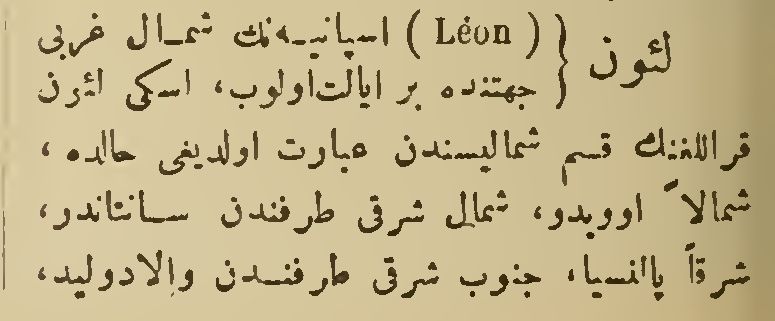 لئون { ( Léon ) اسپانیه‌نك شمال غربی
جهتنده بر ایالت اولوب، اسکی لئون
قراللغنك قسم شمالیسندن عبارت اولدیغی حالده،
شمالاً اوویدو، شمال شرقی طرفندن سانتاندر،
شرقاً پالنسیا، جنوب شرقی طرفندن والادولید،